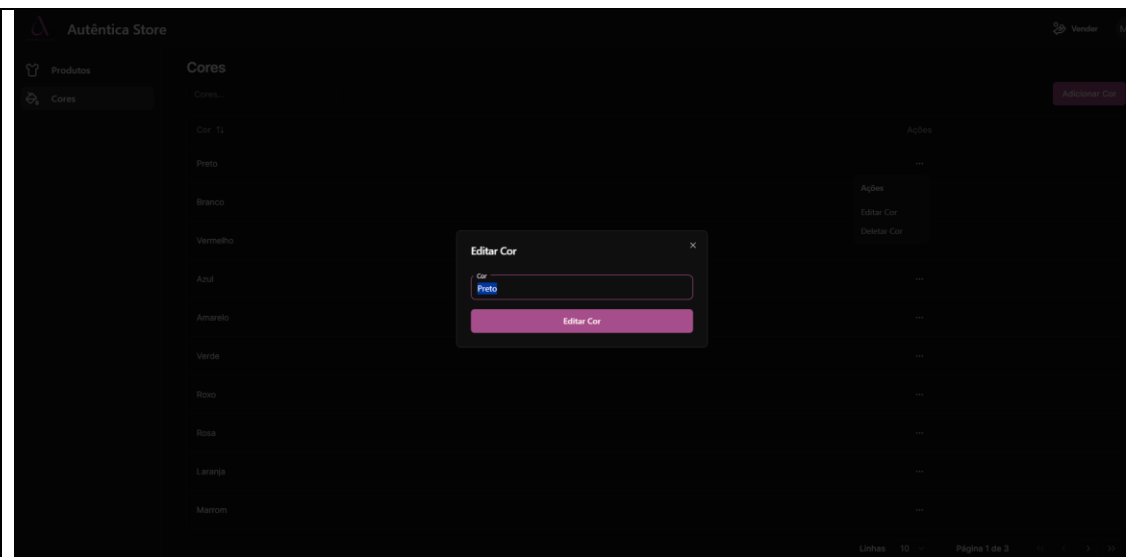 Autêntica Store
Vender
Produtos
Cores
Cores
Cores...
Adicionar Cor
Cor
Ações
Preto
Ações
Branco
Editar Cor
Deletar Cor
Vermelho
Editar Cor
Cor
Preto
Editar Cor
Azul
Amarelo
Verde
Roxo
Rosa
Laranja
Marrom
Linhas 10 Página 1 de 3